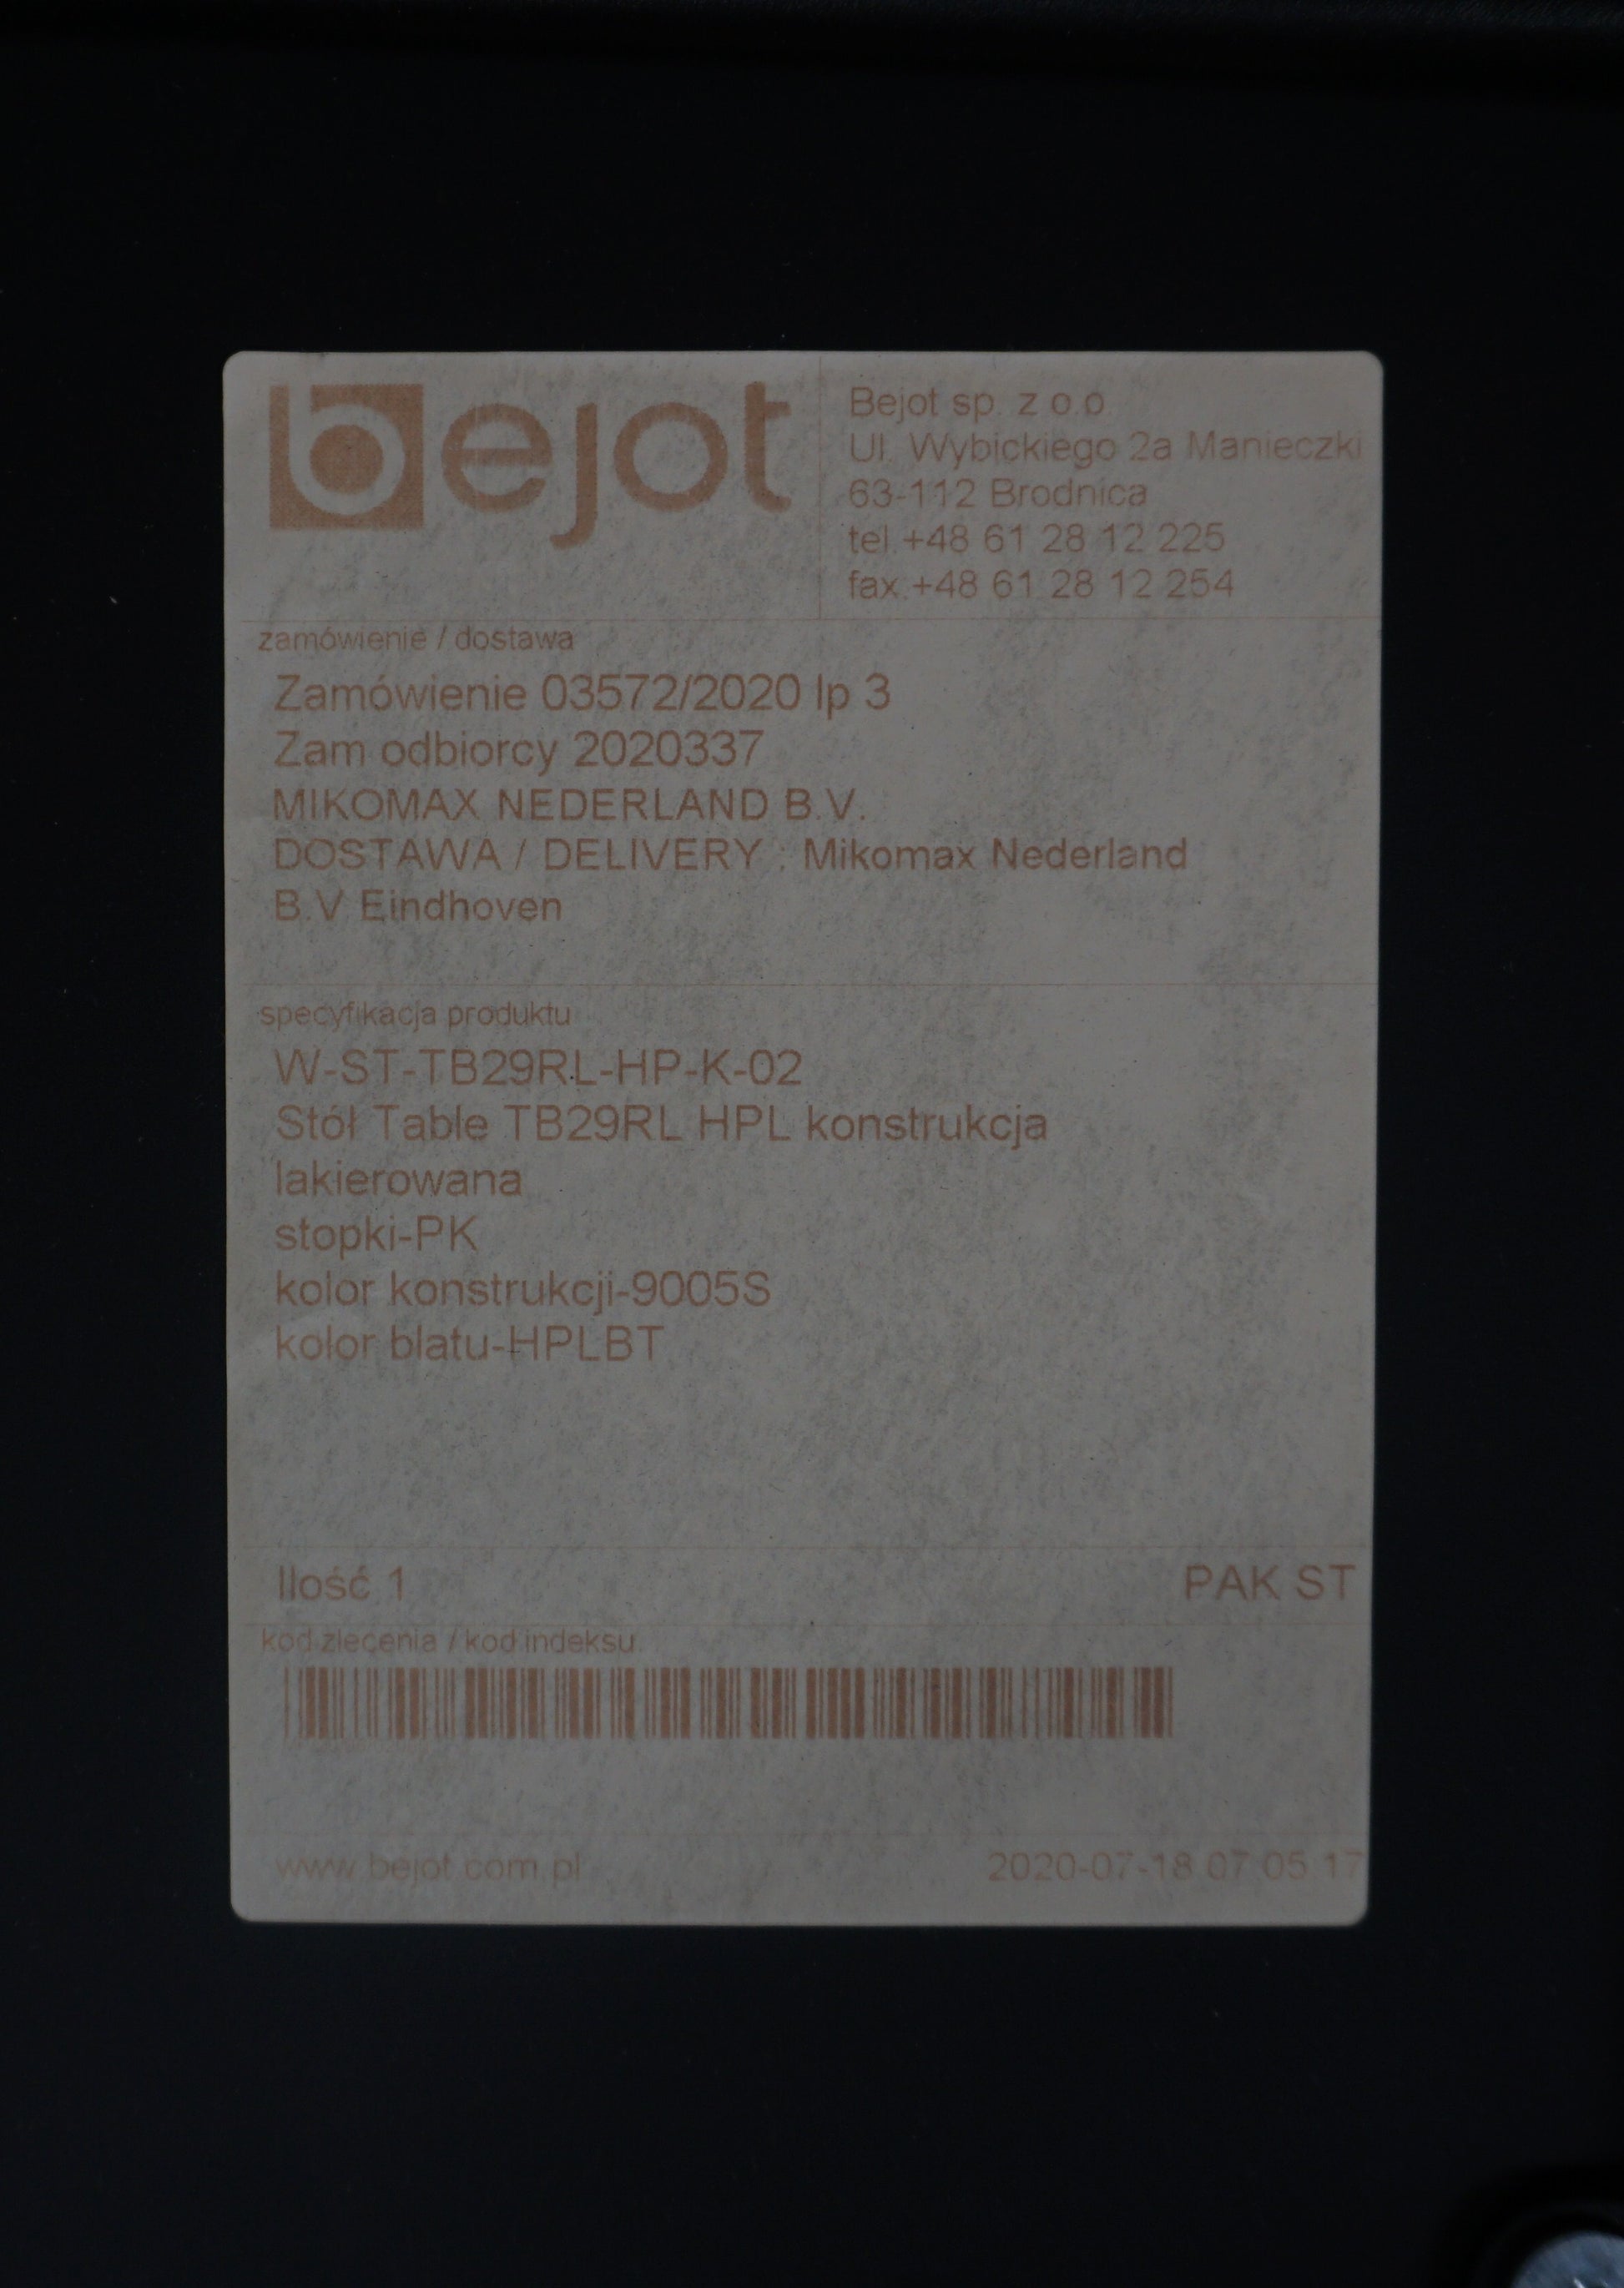 bejot
Bejot sp. z o.o.
Ul. Wybickiego 2a Manieczki
63-112 Brodnica
tel.+48 61 28 12 225
fax.+48 61 28 12 254
zamówienie / dostawa
Zamówienie 03572/2020 lp 3
Zam odbiorcy 2020337
MIKOMAX NEDERLAND B.V.
DOSTAWA / DELIVERY : Mikomax Nederland
B.V Eindhoven
specyfikacja produktu
W-ST-TB29RL-HP-K-02
Stół Table TB29RL HPL konstrukcja
lakierowana
stopki-PK
kolor konstrukcji-9005S
kolor blatu-HPLBT
Ilość 1 PAK ST
kod zlecenia / kod indeksu
www.bejot.com.pl 2020-07-18 07:05:17